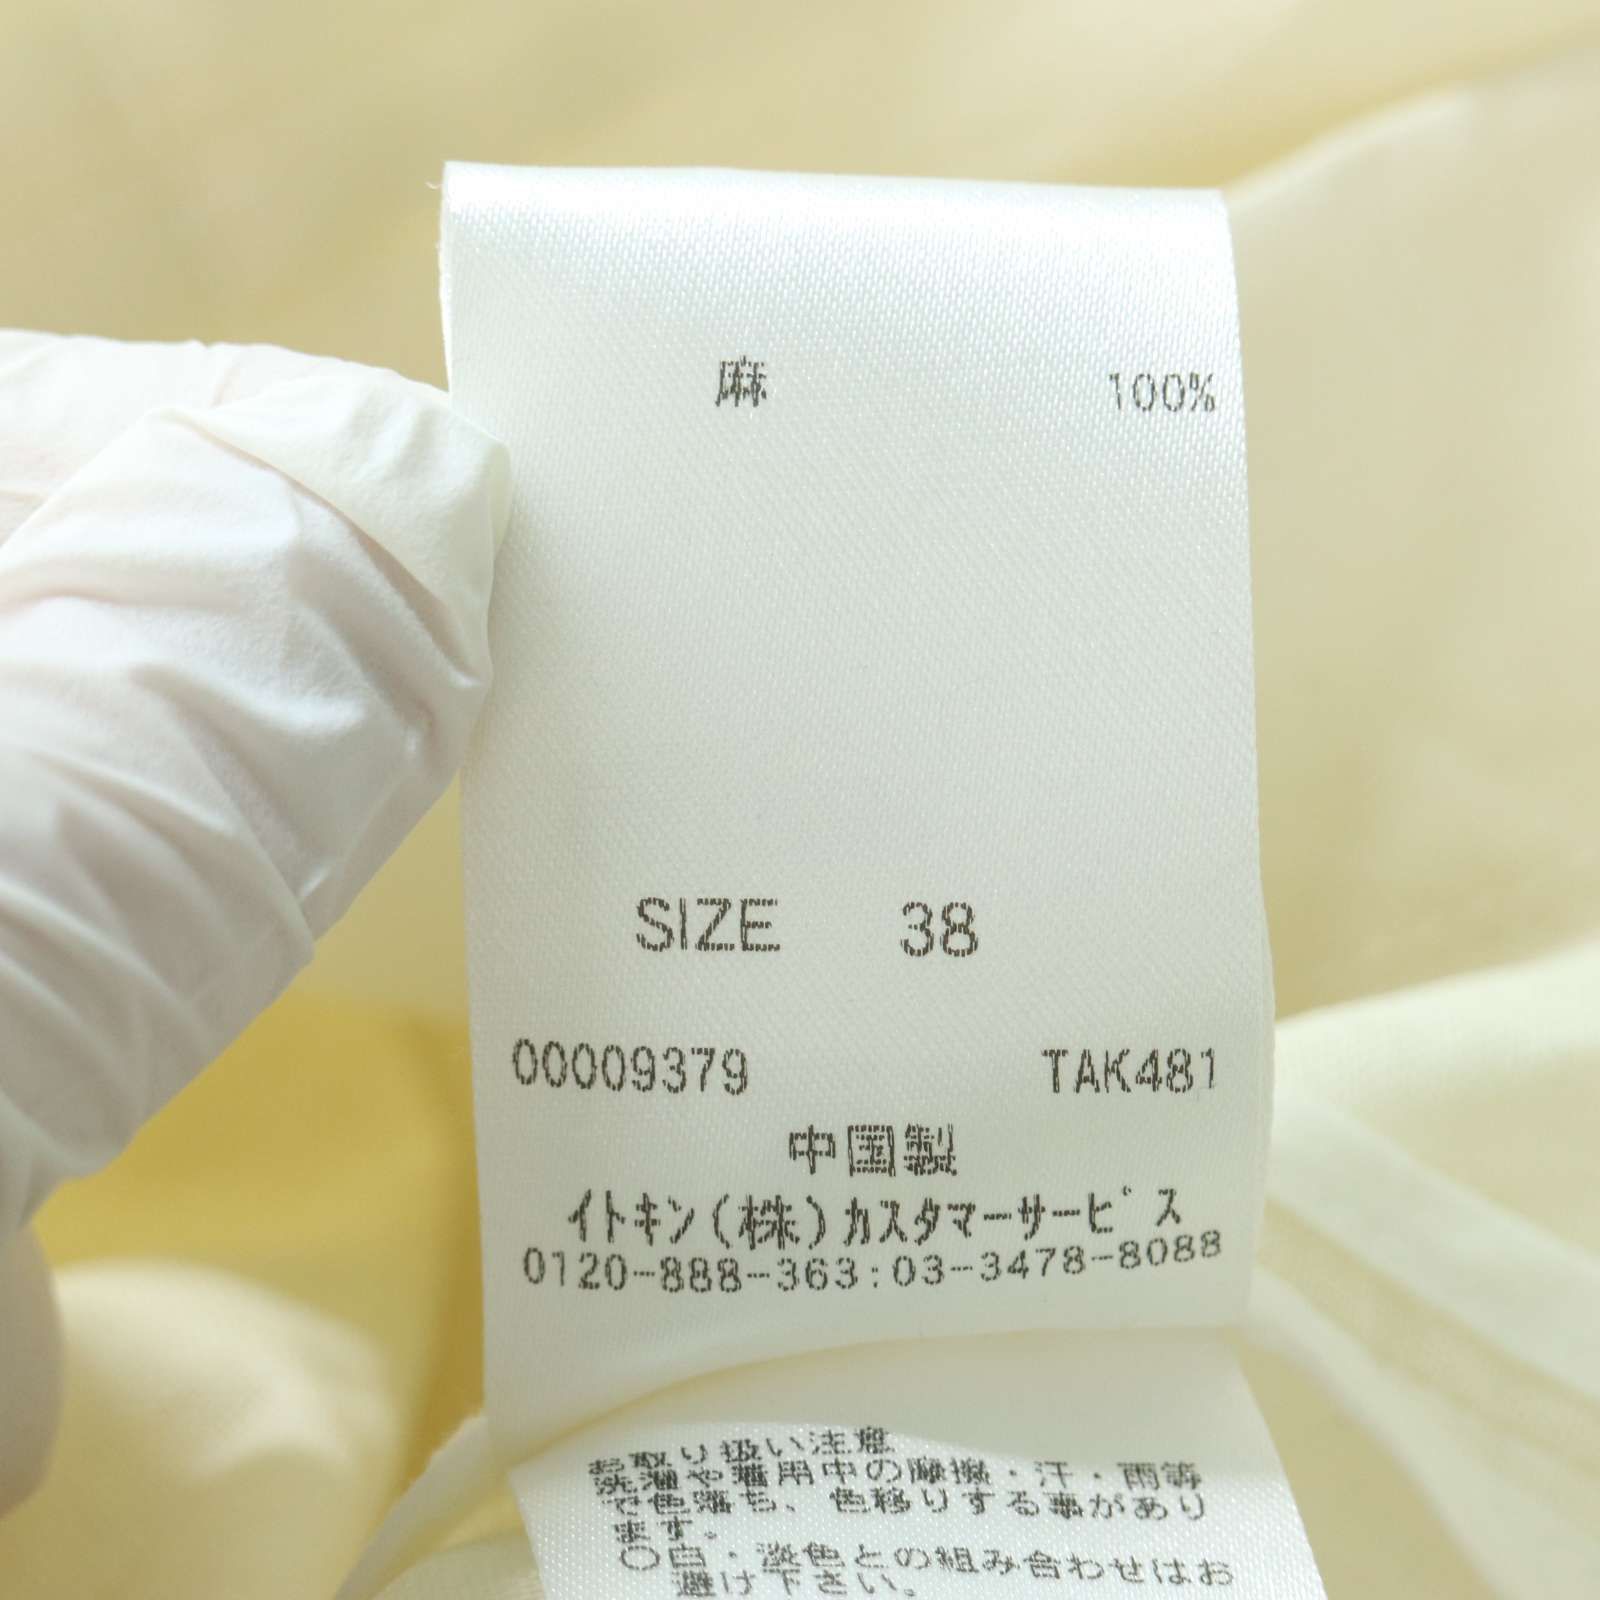 麻 100%
SIZE 38
00009379 TAK481
中国製
イトキン(株)カスタマーサービス
0120-888-363:03-3478-8088
取り扱い注意
洗濯や着用中の摩擦・汗・雨等
で色落ち、色移りする事があり
ます。
○白・淡色との組み合わせはお
避け下さい。